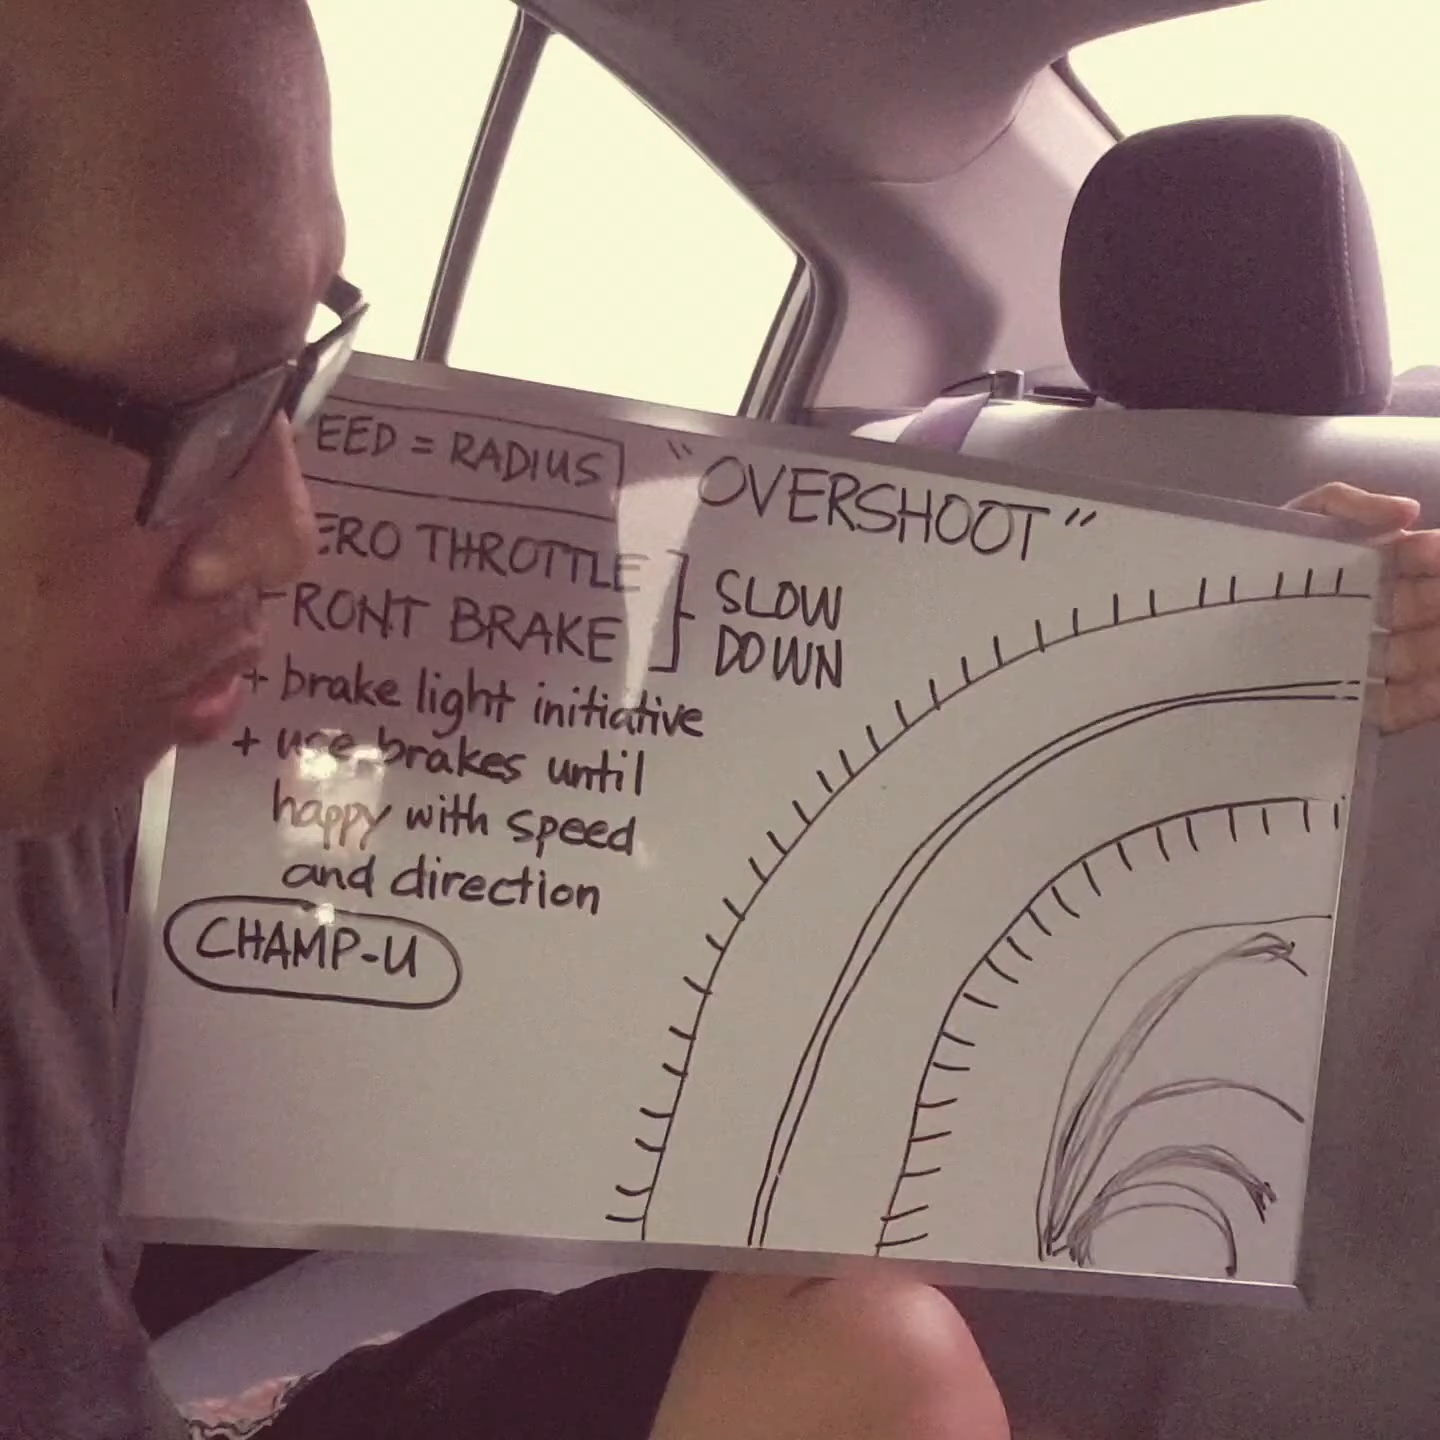 EED = RADIUS
"OVERSHOOT"
ERO THROTTLE
FRONT BRAKE
SLOW
DOWN
+ brake light initiative
+ use brakes until
happy with speed
and direction
CHAMP-U